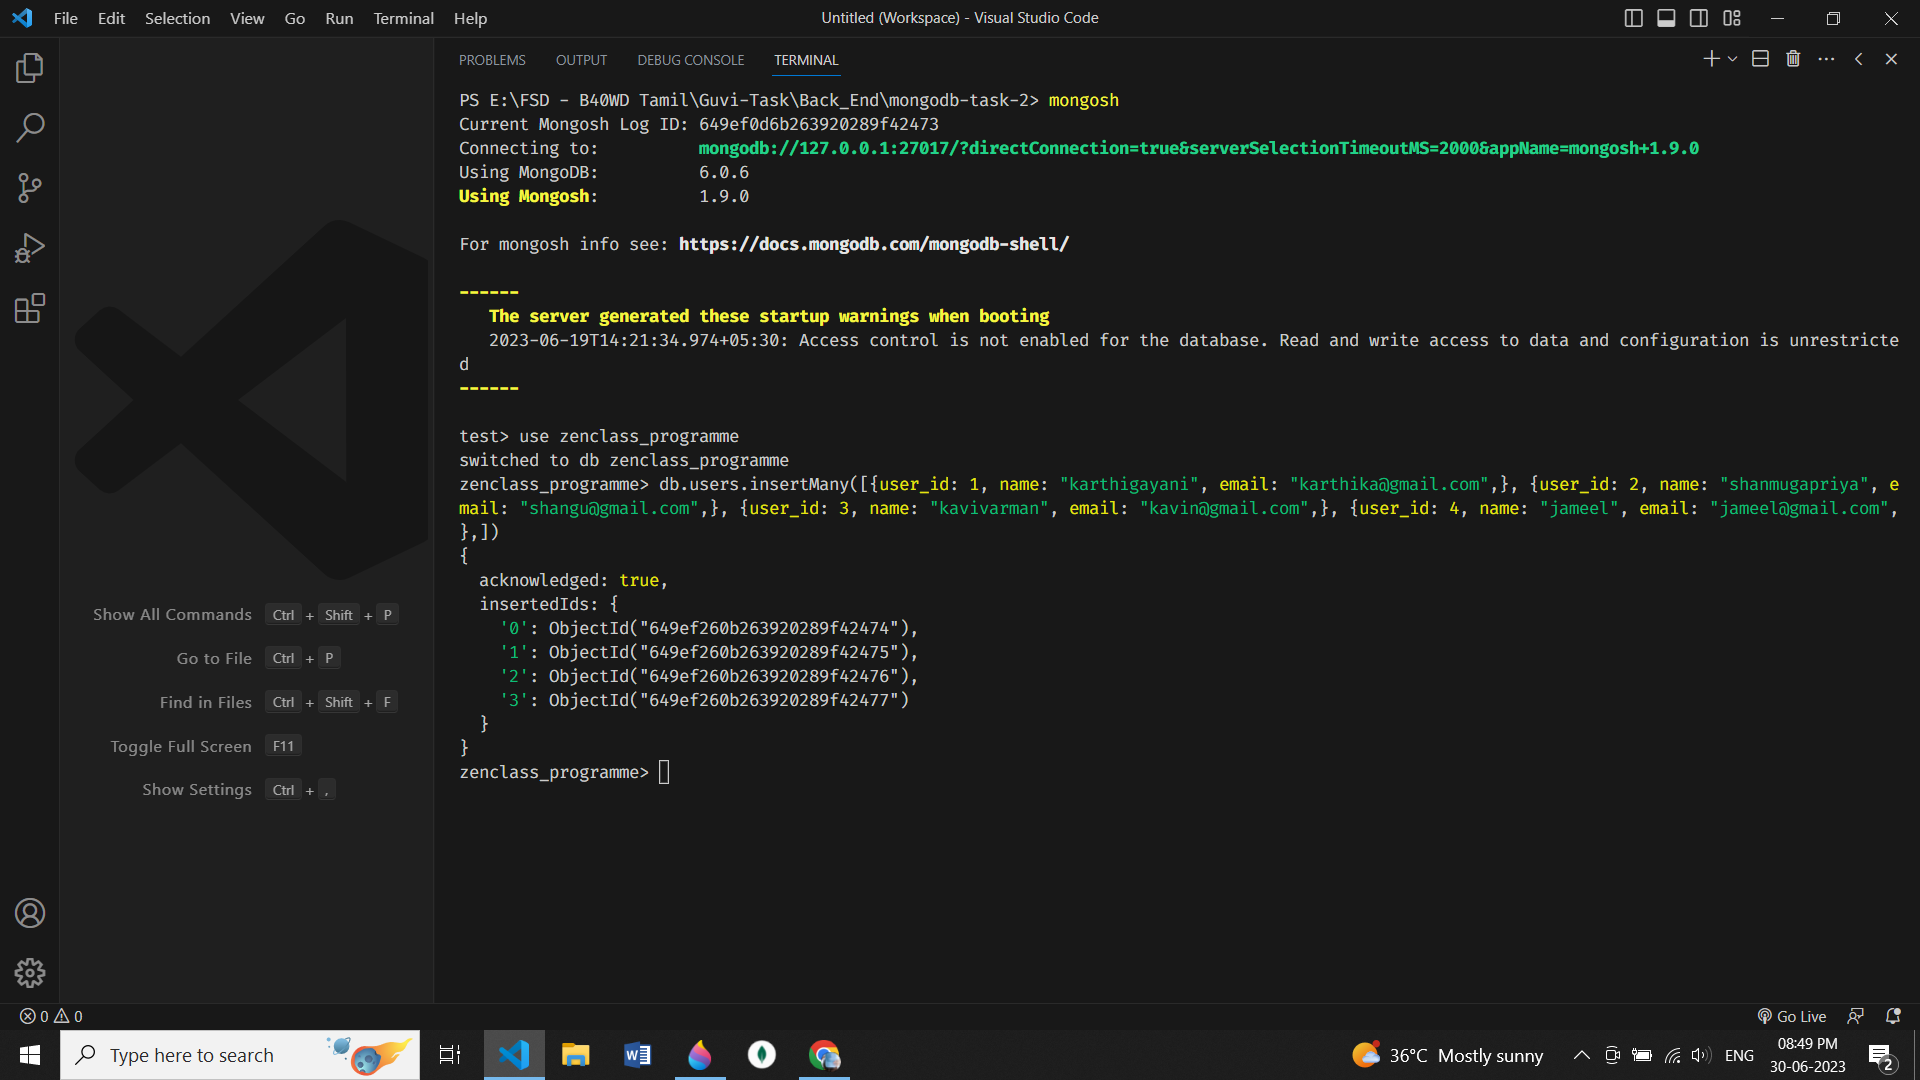 File Edit Selection View Go Run Terminal Help
Untitled (Workspace) - Visual Studio Code
PROBLEMS OUTPUT DEBUG CONSOLE TERMINAL
PS E:\FSD - B40WD Tamil\Guvi-Task\Back_End\mongodb-task-2> mongosh
Current Mongosh Log ID: 649ef0d6b263920289f42473
Connecting to: mongodb://127.0.0.1:27017/?directConnection=true&serverSelectionTimeoutMS=2000&appName=mongosh+1.9.0
Using MongoDB: 6.0.6
Using Mongosh: 1.9.0
For mongosh info see: https://docs.mongodb.com/mongodb-shell/
------
The server generated these startup warnings when booting
2023-06-19T14:21:34.974+05:30: Access control is not enabled for the database. Read and write access to data and configuration is unrestricte
d
------
test> use zenclass_programme
switched to db zenclass_programme
zenclass_programme> db.users.insertMany([{user_id: 1, name: "karthigayani", email: "karthika@gmail.com",}, {user_id: 2, name: "shanmugapriya", e
mail: "shangu@gmail.com",}, {user_id: 3, name: "kavivarman", email: "kavin@gmail.com",}, {user_id: 4, name: "jameel", email: "jameel@gmail.com",
},])
{
acknowledged: true,
insertedIds: {
'0': ObjectId("649ef260b263920289f42474"),
'1': ObjectId("649ef260b263920289f42475"),
'2': ObjectId("649ef260b263920289f42476"),
'3': ObjectId("649ef260b263920289f42477")
}
}
zenclass_programme>
Show All Commands Ctrl + Shift + P
Go to File Ctrl + P
Find in Files Ctrl + Shift + F
Toggle Full Screen F11
Show Settings Ctrl + ,
0 0
Go Live
Type here to search
36°C Mostly sunny
ENG
08:49 PM
30-06-2023
2